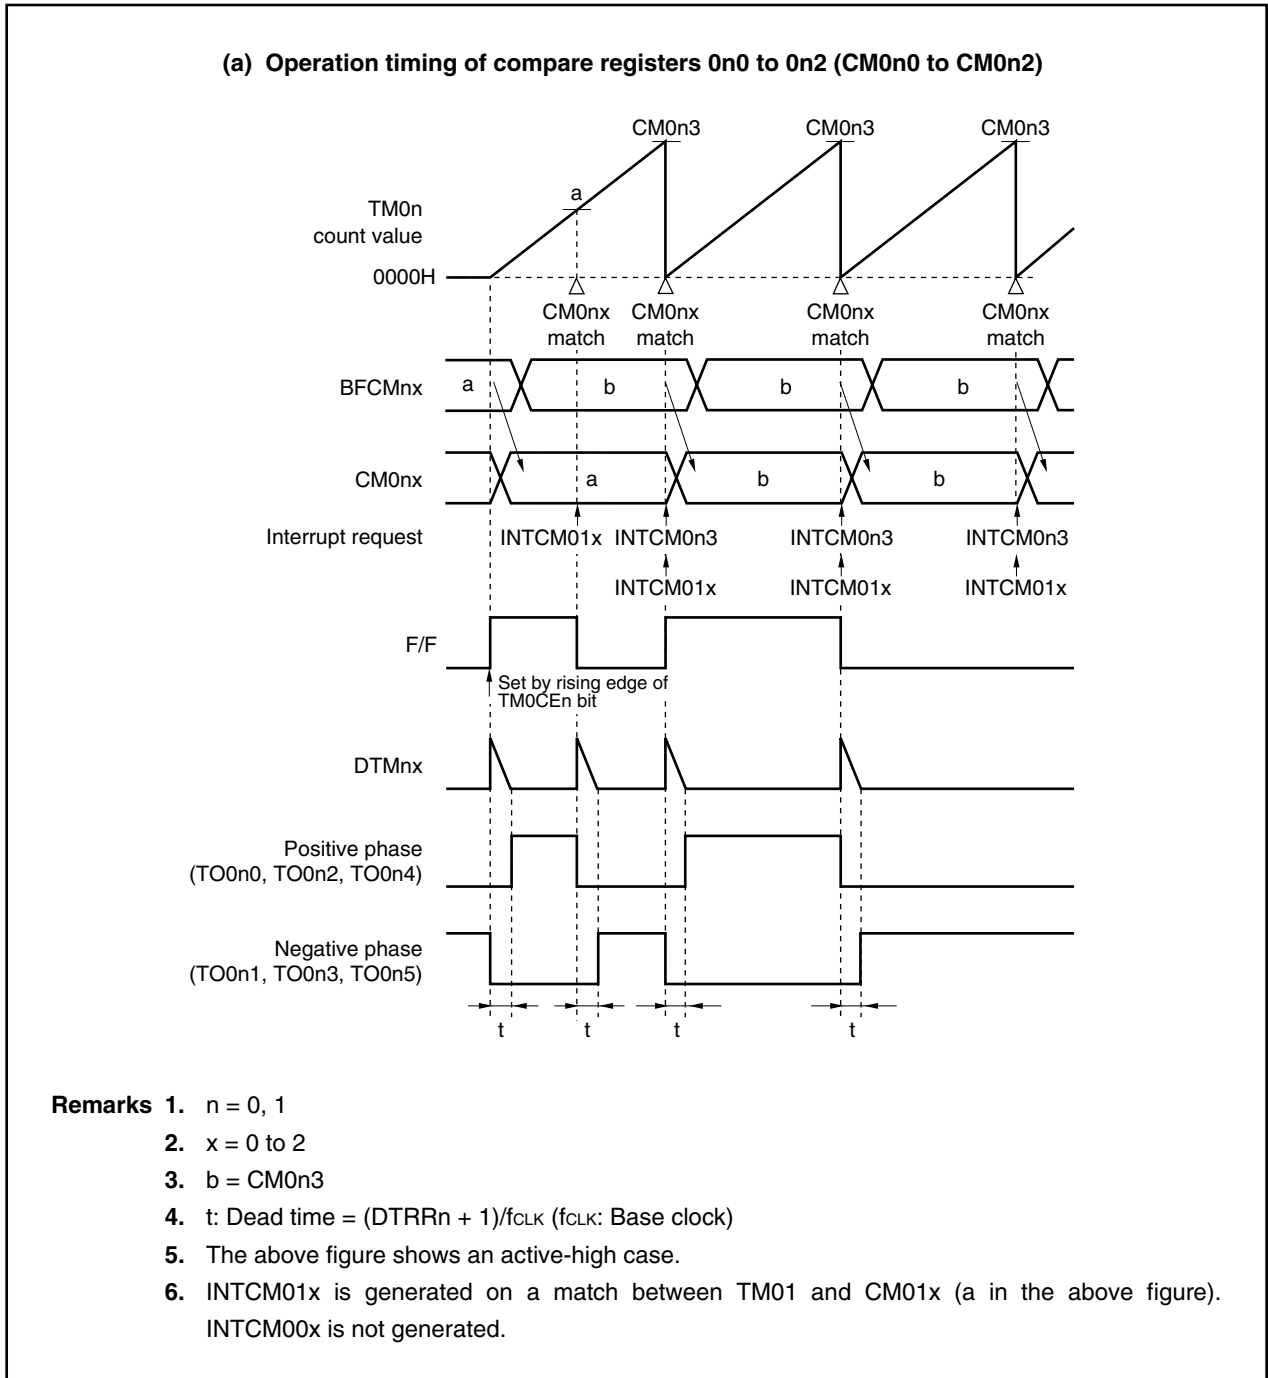 (a) Operation timing of compare registers 0n0 to 0n2 (CM0n0 to CM0n2)
CM0n3 CM0n3 CM0n3
a
TM0n
count value
0000H
CM0nx CM0nx CM0nx CM0nx
match match match match
BFCMnx a b b b
CM0nx a b b
Interrupt request INTCM01x INTCM0n3 INTCM0n3 INTCM0n3
INTCM01x INTCM01x INTCM01x
F/F
Set by rising edge of
TM0CEn bit
DTMnx
Positive phase
(TO0n0, TO0n2, TO0n4)
Negative phase
(TO0n1, TO0n3, TO0n5)
t t t t
Remarks 1. n = 0, 1
2. x = 0 to 2
3. b = CM0n3
4. t: Dead time = (DTRRn + 1)/fCLK (fCLK: Base clock)
5. The above figure shows an active-high case.
6. INTCM01x is generated on a match between TM01 and CM01x (a in the above figure).
INTCM00x is not generated.